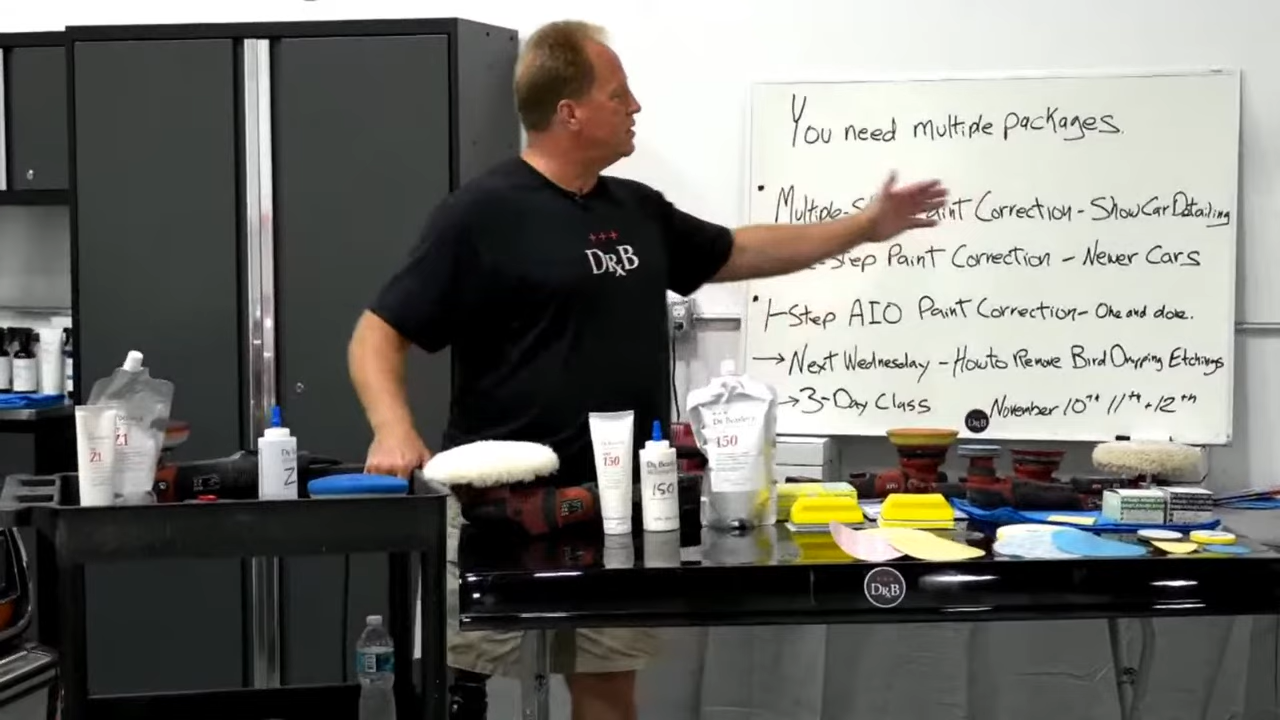 You need multiple packages.
Multiple-S aint Correction - Show Car Detailing
Step Paint Correction - Newer Cars
1-Step AIO Paint Correction - One and done.
→ Next Wednesday - How to Remove Bird Dropping Etchings
→ 3-Day Class November 10th 11th + 12th
DRB
DRxB
Z1
Z1
Z
150
150
150
DRxB